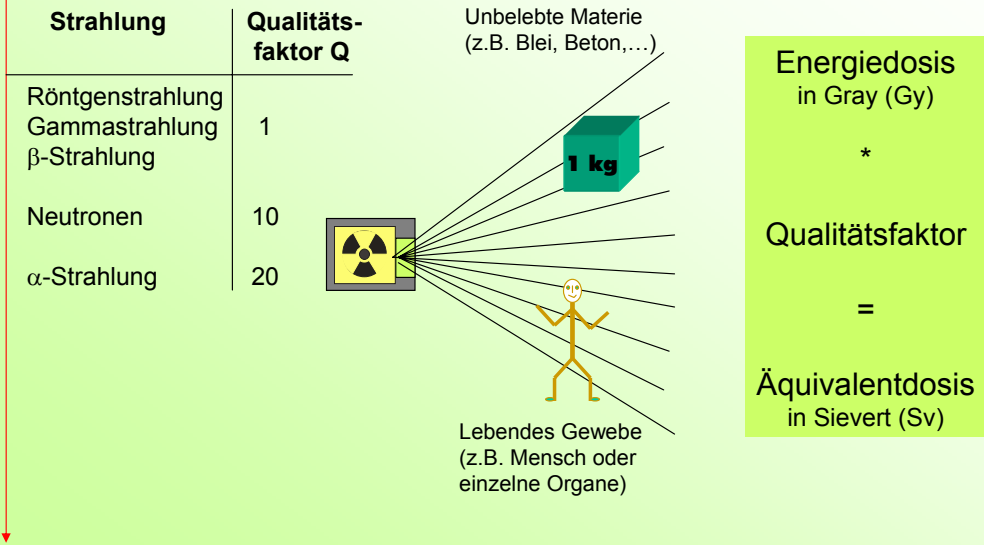 Strahlung
Qualitäts-
faktor Q
Röntgenstrahlung
Gammastrahlung 1
β-Strahlung
Neutronen 10
α-Strahlung 20
Unbelebte Materie
(z.B. Blei, Beton,…)
1 kg
Lebendes Gewebe
(z.B. Mensch oder
einzelne Organe)
Energiedosis
in Gray (Gy)
*
Qualitätsfaktor
=
Äquivalentdosis
in Sievert (Sv)